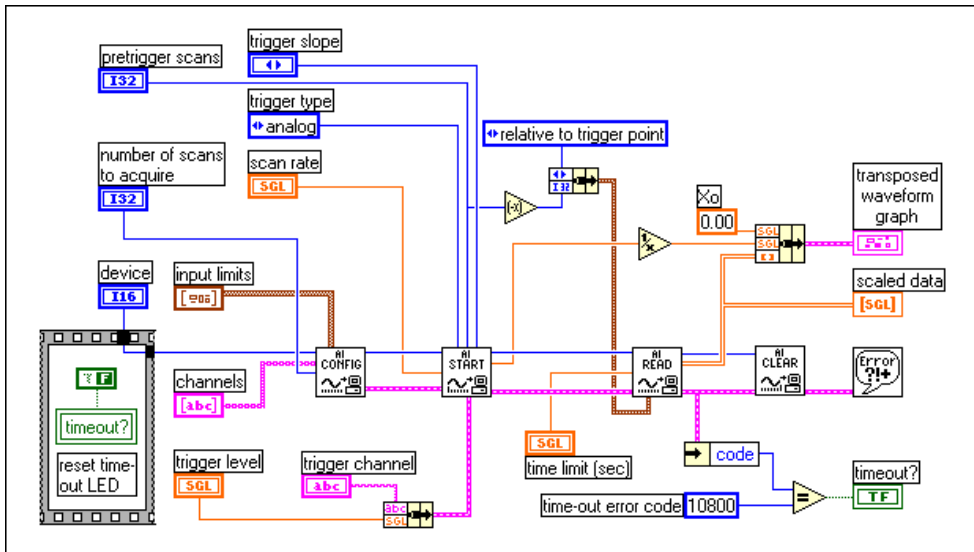 trigger slope
pretrigger scans
I32
trigger type
analog
relative to trigger point
number of scans
to acquire
scan rate
SGL
I32
I32
[-x]
Xo
0.00
transposed
waveform
graph
SGL
SGL
1/x
device
I16
input limits
scaled data
[SGL]
AI
CONFIG
AI
START
AI
READ
AI
CLEAR
Error
?!+
F
channels
[abc]
timeout?
reset time-
out LED
trigger level
SGL
trigger channel
abc
abc
SGL
SGL
time limit (sec)
code
timeout?
TF
time-out error code
10800
=